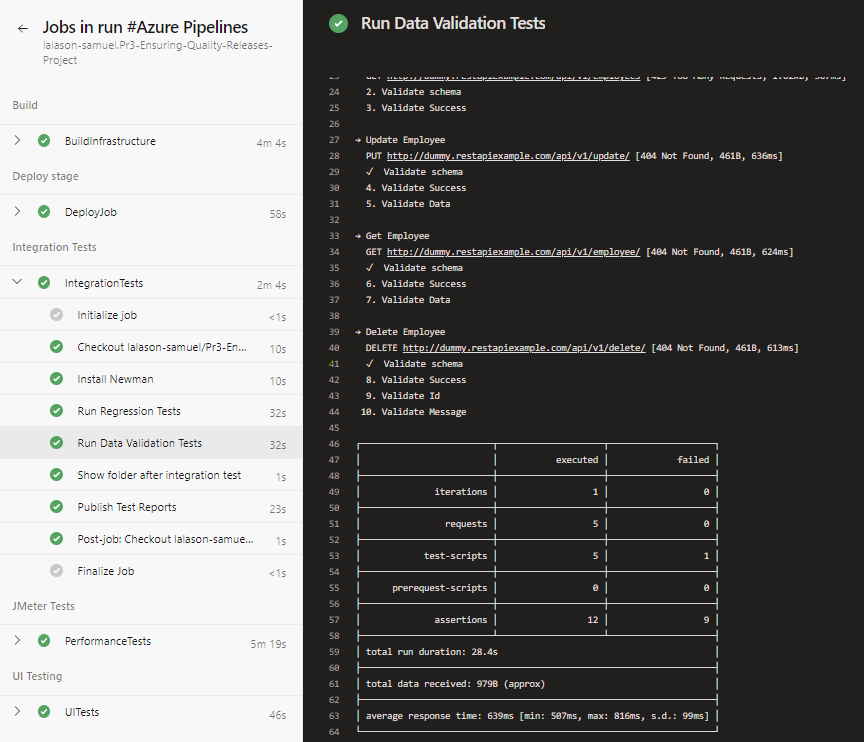 ← Jobs in run #Azure Pipelines
lalason-samuel.Pr3-Ensuring-Quality-Releases-
Project
Build
BuildInfrastructure 4m 4s
Deploy stage
DeployJob 58s
Integration Tests
IntegrationTests 2m 4s
Initialize job <1s
Checkout lalason-samuel/Pr3-En... 10s
Install Newman 10s
Run Regression Tests 32s
Run Data Validation Tests 32s
Show folder after integration test 1s
Publish Test Reports 23s
Post-job: Checkout lalason-samue... 1s
Finalize Job <1s
JMeter Tests
PerformanceTests 5m 19s
UI Testing
UITests 46s
Run Data Validation Tests
23 GET http://dummy.restapiexample.com/api/v1/employees [429 Too Many Requests,
24 2. Validate schema
25 3. Validate Success
26
27 → Update Employee
28 PUT http://dummy.restapiexample.com/api/v1/update/ [404 Not Found, 461B, 636ms]
29 √ Validate schema
30 4. Validate Success
31 5. Validate Data
32
33 → Get Employee
34 GET http://dummy.restapiexample.com/api/v1/employee/ [404 Not Found, 461B, 624ms]
35 √ Validate schema
36 6. Validate Success
37 7. Validate Data
38
39 → Delete Employee
40 DELETE http://dummy.restapiexample.com/api/v1/delete/ [404 Not Found, 461B, 613ms]
41 √ Validate schema
42 8. Validate Success
43 9. Validate Id
44 10. Validate Message
45
46
47 executed failed
48
49 iterations 1 0
50
51 requests 5 0
52
53 test-scripts 5 1
54
55 prerequest-scripts 0 0
56
57 assertions 12 9
58
59 total run duration: 28.4s
60
61 total data received: 979B (approx)
62
63 average response time: 639ms [min: 507ms, max: 816ms, s.d.: 99ms]
64